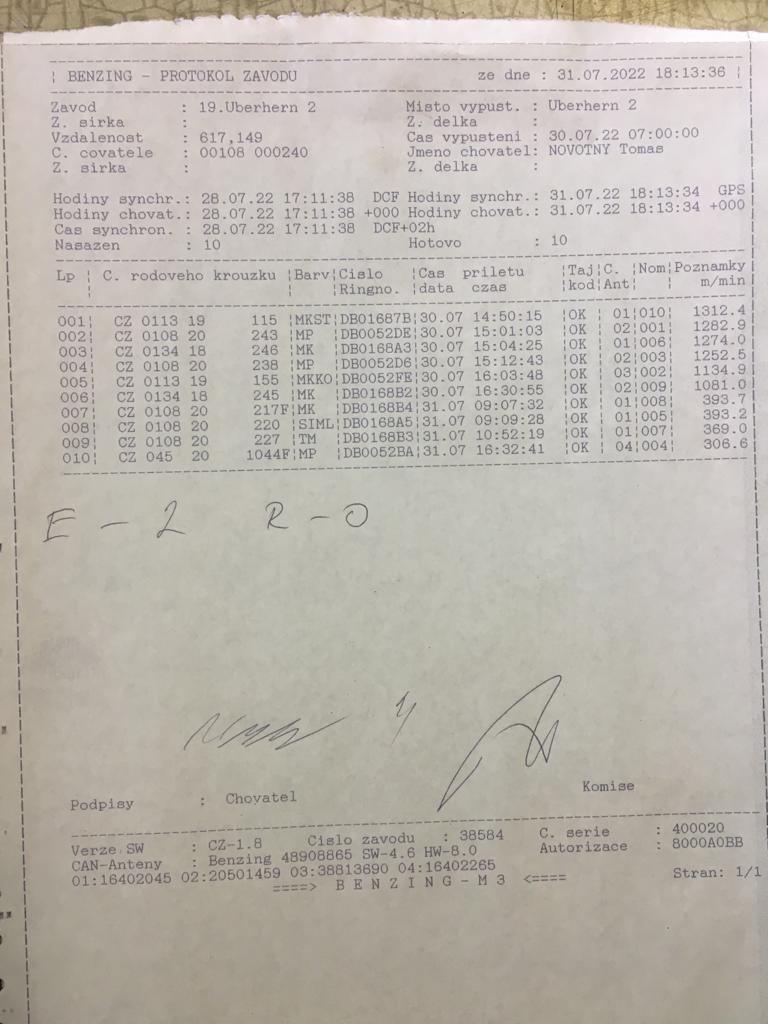 BENZING - PROTOKOL ZAVODU ze dne : 31.07.2022 18:13:36
Zavod : 19.Uberhern 2 Misto vypust. : Uberhern 2
Z. sirka : Z. delka :
Vzdalenost : 617,149 Cas vypusteni : 30.07.22 07:00:00
C. covatele : 00108 000240 Jmeno chovatel: NOVOTNY Tomas
Z. sirka : Z. delka :
Hodiny synchr.: 28.07.22 17:11:38 DCF Hodiny synchr.: 31.07.22 18:13:34 GPS
Hodiny chovat.: 28.07.22 17:11:38 +000 Hodiny chovat.: 31.07.22 18:13:34 +000
Cas synchron. : 28.07.22 17:11:38 DCF+02h
Nasazen : 10 Hotovo : 10
Lp ¦ C. rodoveho krouzku ¦Barv¦Cislo ¦Cas priletu ¦Taj¦C. ¦Nom¦Poznamky
¦ ¦ ¦Ringno. ¦data czas ¦kod¦Ant¦ ¦ m/min
001¦ CZ 0113 19 115 ¦MKST¦DB01687B¦30.07 14:50:15 ¦OK ¦ 01¦010¦ 1312.4
002¦ CZ 0108 20 243 ¦MP ¦DB0052DE¦30.07 15:01:03 ¦OK ¦ 02¦001¦ 1282.9
003¦ CZ 0134 18 246 ¦MK ¦DB0168A3¦30.07 15:04:25 ¦OK ¦ 01¦006¦ 1274.0
004¦ CZ 0108 20 238 ¦MP ¦DB0052D6¦30.07 15:12:43 ¦OK ¦ 02¦003¦ 1252.5
005¦ CZ 0113 19 155 ¦MKKO¦DB0052FE¦30.07 16:03:48 ¦OK ¦ 03¦002¦ 1134.9
006¦ CZ 0134 18 245 ¦MK ¦DB0168B2¦30.07 16:30:55 ¦OK ¦ 02¦009¦ 1081.0
007¦ CZ 0108 20 217F¦MK ¦DB0168B4¦31.07 09:07:32 ¦OK ¦ 01¦008¦ 393.7
008¦ CZ 0108 20 220 ¦SIML¦DB0168A5¦31.07 09:09:28 ¦OK ¦ 01¦005¦ 393.2
009¦ CZ 0108 20 227 ¦TM ¦DB0168B3¦31.07 10:52:19 ¦OK ¦ 01¦007¦ 369.0
010¦ CZ 045 20 1044F¦MP ¦DB0052BA¦31.07 16:32:41 ¦OK ¦ 04¦004¦ 306.6
E - 2 R - 0
Podpisy : Chovatel Komise
Verze SW : CZ-1.8 Cislo zavodu : 38584 C. serie : 400020
CAN-Anteny : Benzing 48908865 SW-4.6 HW-8.0 Autorizace : 8000A0BB
01:16402045 02:20501459 03:38813690 04:16402265
====> B E N Z I N G - M 3 <==== Stran: 1/1